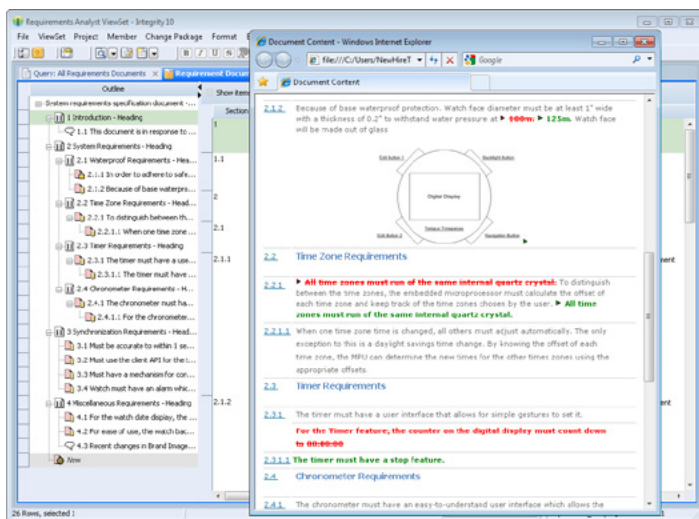 Requirements Analyst ViewSet - Integrity 10
File ViewSet Project Member Change Package Format
Query: All Requirements Documents
Requirement Docum
Outline
Show items
Section
System requirements specification document -...
1 Introduction - Heading
1.1 This document is in response to ...
2 System Requirements - Heading
2.1 Waterproof Requirements - Hea...
2.1.1 In order to adhere to safe...
2.1.2 Because of base waterpro...
2.2 Time Zone Requirements - Head...
2.2.1 To distinguish between th...
2.2.1.1 When one time zone ...
2.3 Timer Requirements - Heading
2.3.1 The timer must have a use...
2.3.1.1 The timer must have ...
2.4 Chronometer Requirements - H...
2.4.1 The chronometer must ha...
2.4.1.1 For the chronometer...
3 Synchronization Requirements - Head...
3.1 Must be accurate to within 1 se...
3.2 Must use the client API for the t...
3.3 Must have a mechanism for con...
3.4 Watch must have an alarm whic...
4 Miscellaneous Requirements - Heading
4.1 For the watch date display, the ...
4.2 For ease of use, the watch bac...
4.3 Recent changes in Brand Image...
New
1
1.1
2
2.1
2.1.1
2.1.2
26 Rows, selected 1
Document Content - Windows Internet Explorer
file:///C:/Users/NewHireT
Google
Document Content
2.1.2 Because of base waterproof protection. Watch face diameter must be at least 1" wide
with a thickness of 0.2" to withstand water pressure at 100m. 125m. Watch face
will be made out of glass
Exit Button 1
Backlight Button
Digital Display
Exit Button 2
Navigation Button
2.2 Time Zone Requirements
2.2.1 All time zones must run of the same internal quartz crystal: To distinguish
between the time zones, the embedded microprocessor must calculate the offset of
each time zone and keep track of the time zones chosen by the user. All time
zones must run of the same internal quartz crystal.
2.2.1.1 When one time zone time is changed, all others must adjust automatically. The only
exception to this is a daylight savings time change. By knowing the offset of each
time zone, the MPU can determine the new times for the other times zones using the
appropriate offsets.
2.3 Timer Requirements
2.3.1 The timer must have a user interface that allows for simple gestures to set it.
For the Timer feature, the counter on the digital display must count down
to 00:00:00
2.3.1.1 The timer must have a stop feature.
2.4 Chronometer Requirements
2.4.1 The chronometer must have an easy-to-understand user interface which allows the